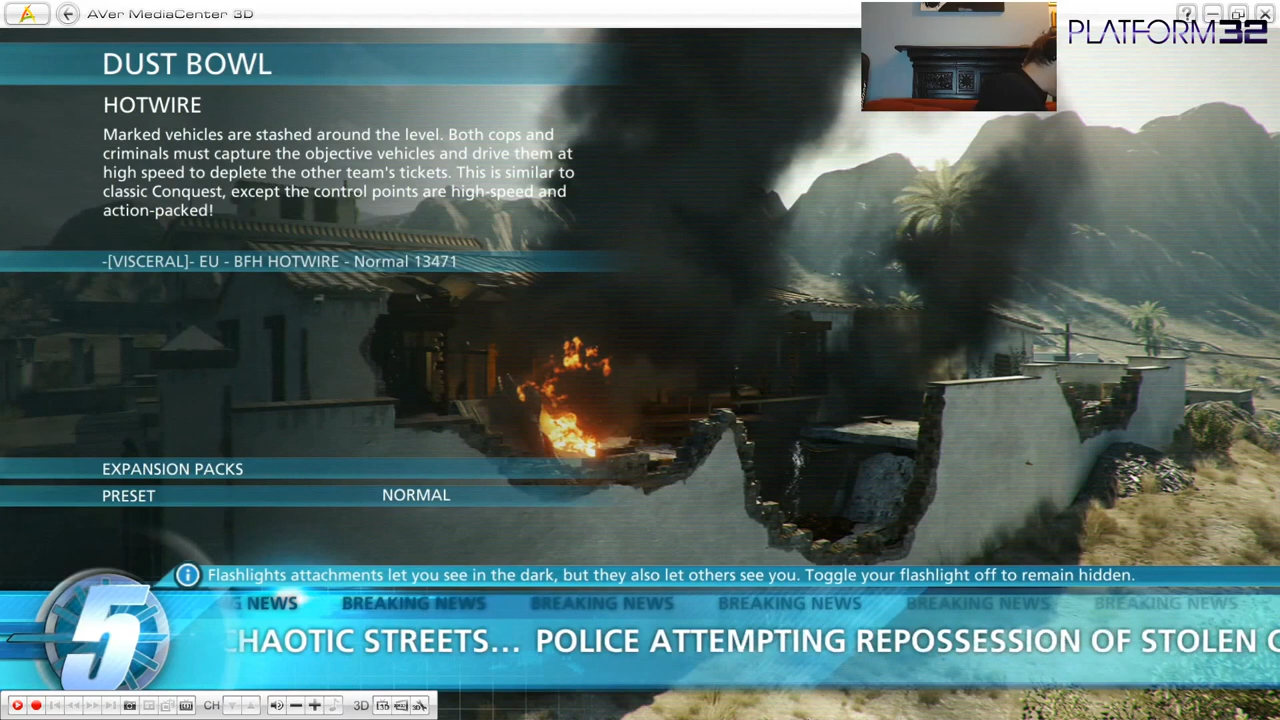 AVer MediaCenter 3D
PLATFORM32
DUST BOWL
HOTWIRE
Marked vehicles are stashed around the level. Both cops and
criminals must capture the objective vehicles and drive them at
high speed to deplete the other team's tickets. This is similar to
classic Conquest, except the control points are high-speed and
action-packed!
-[VISCERAL]- EU - BFH HOTWIRE - Normal 13471
EXPANSION PACKS
PRESET NORMAL
Flashlights attachments let you see in the dark, but they also let others see you. Toggle your flashlight off to remain hidden.
G NEWS BREAKING NEWS BREAKING NEWS BREAKING NEWS BREAKING NEWS BREAKING NEWS
5
CHAOTIC STREETS... POLICE ATTEMPTING REPOSSESSION OF STOLEN C
CH 3D